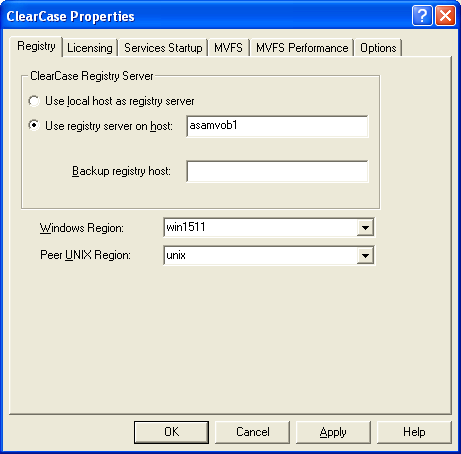 ClearCase Properties
Registry Licensing Services Startup MVFS MVFS Performance Options
ClearCase Registry Server
Use local host as registry server
Use registry server on host: asamvob1
Backup registry host:
Windows Region: win1511
Peer UNIX Region: unix
OK Cancel Apply Help